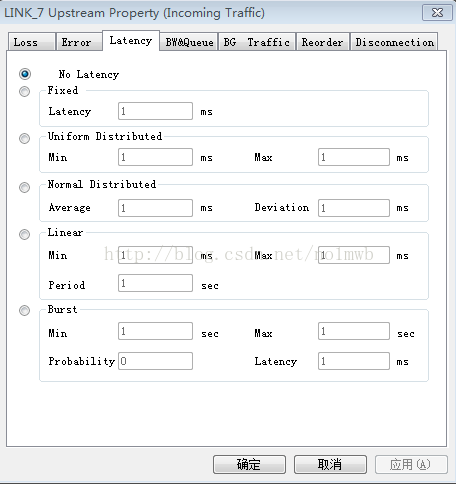 LINK_7 Upstream Property (Incoming Traffic)
Loss Error Latency BW&Queue BG Traffic Reorder Disconnection
No Latency
Fixed
Latency 1 ms
Uniform Distributed
Min 1 ms Max 1 ms
Normal Distributed
Average 1 ms Deviation 1 ms
Linear
Min 1 ms Max 1 ms
http://blog.csdn.net/nolmwb
Period 1 sec
Burst
Min 1 sec Max 1 sec
Probability 0 Latency 1 ms
确定 取消 应用(A)